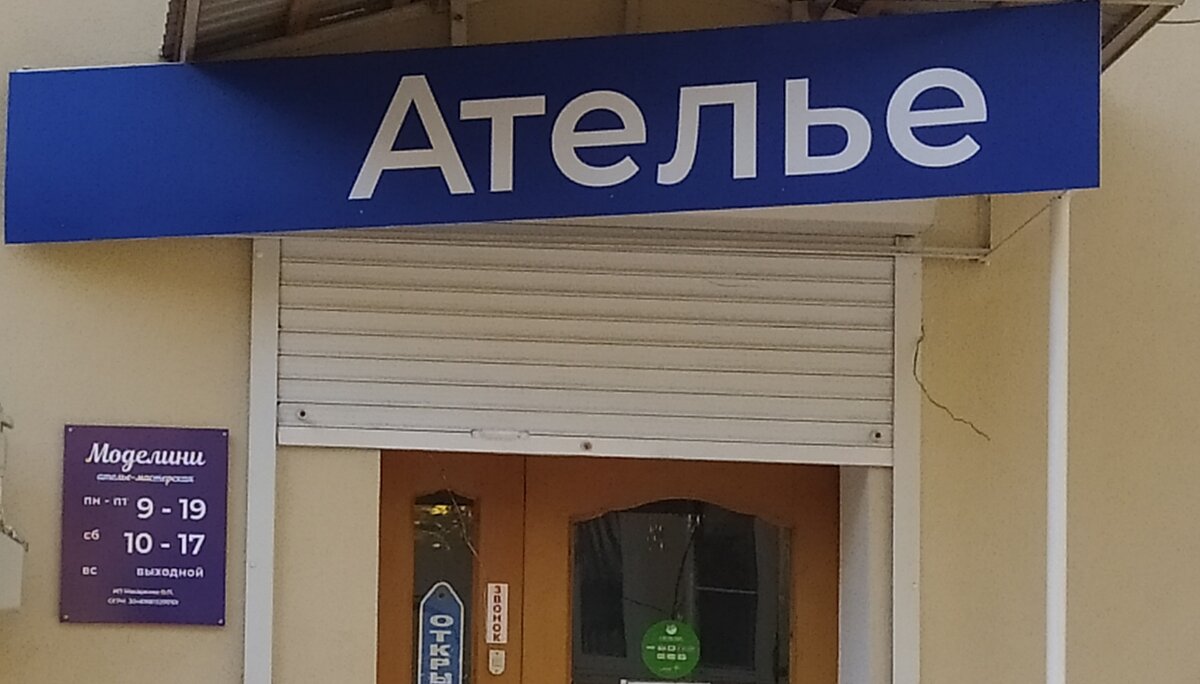 Ателье
Моделини
ателье-мастерская
пн - пт 9 - 19
сб 10 - 17
вс выходной
ЗВОНОК
ОТКРЫ